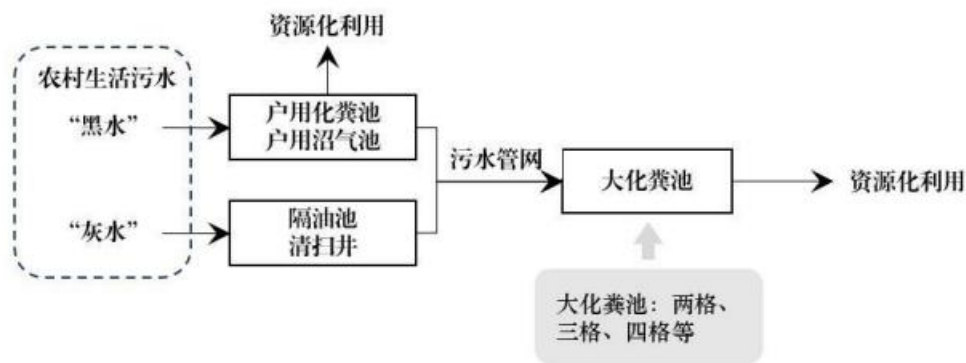 资源化利用
农村生活污水
“黑水”
户用化粪池
户用沼气池
污水管网
大化粪池
资源化利用
“灰水”
隔油池
清扫井
大化粪池：两格、
三格、四格等